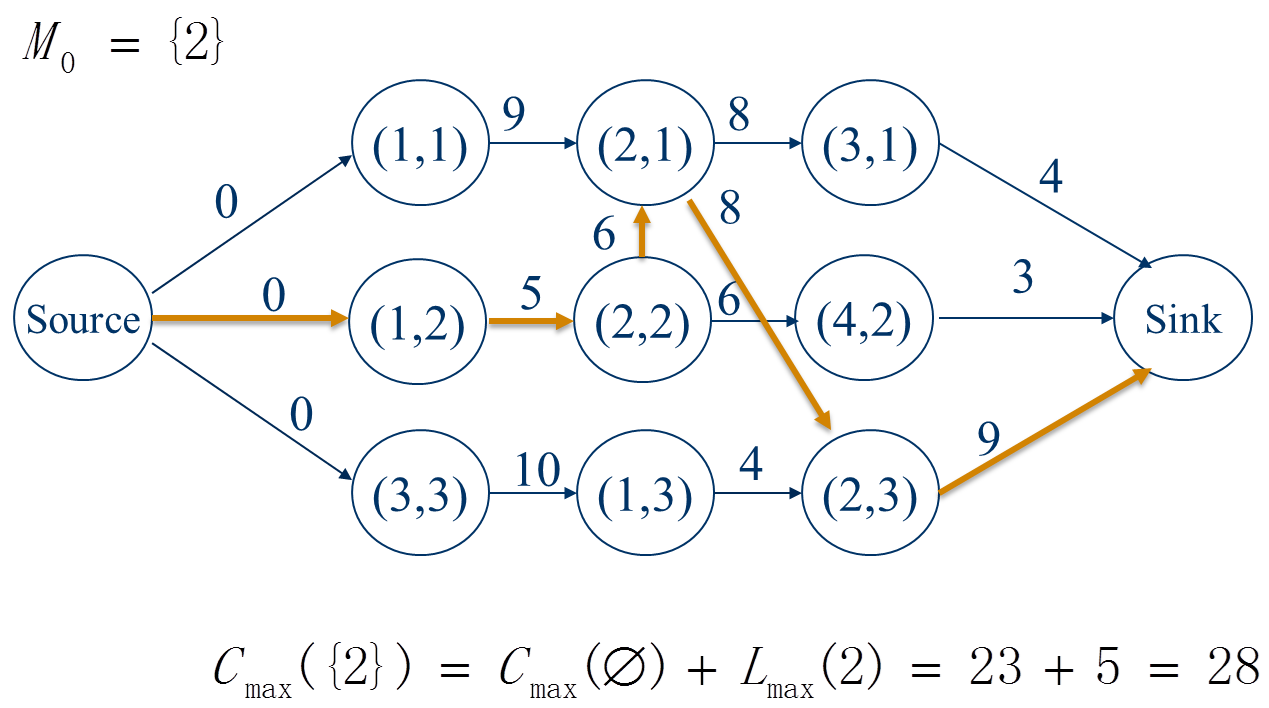 M₀ = {2}
9 8
(1,1) (2,1) (3,1)
0 8 4
6
0 5 6 3
Source (1,2) (2,2) (4,2) Sink
0 9
10 4
(3,3) (1,3) (2,3)
Cmax({2}) = Cmax(∅) + Lmax(2) = 23 + 5 = 28